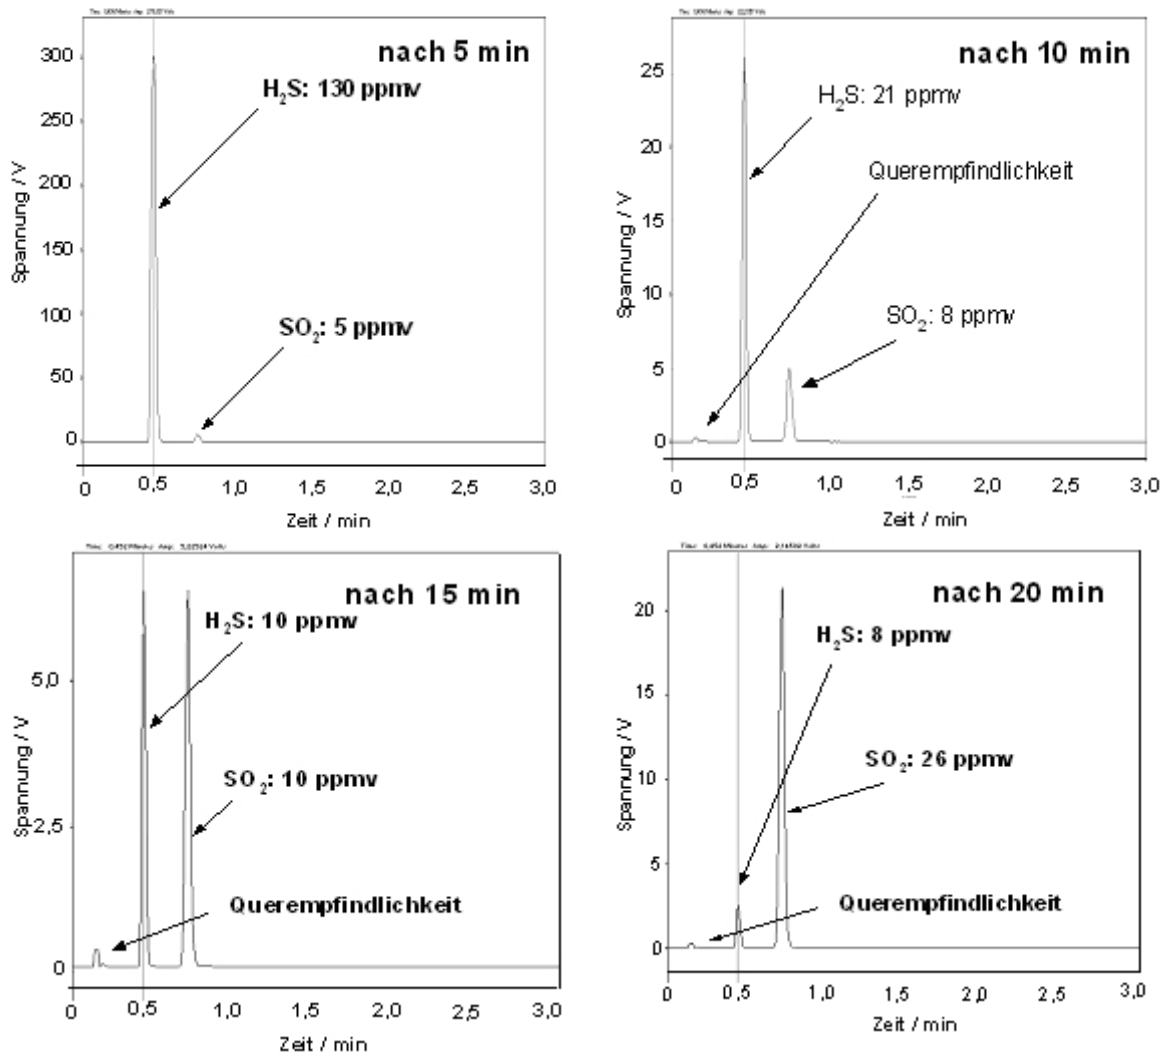 nach 5 min
H₂S: 130 ppmv
SO₂: 5 ppmv
Spannung / V
300
250
200
150
100
50
0
0
0,5
1,0
2,0
2,5
3,0
Zeit / min
nach 10 min
H₂S: 21 ppmv
Querempfindlichkeit
SO₂: 8 ppmv
Spannung / V
25
20
15
10
5
0
0
0,5
1,0
1,5
2,0
2,5
3,0
Zeit / min
nach 15 min
H₂S: 10 ppmv
SO₂: 10 ppmv
Querempfindlichkeit
Spannung / V
5,0
2,5
0
0
0,5
1,0
2,0
2,5
3,0
Zeit / min
nach 20 min
H₂S: 8 ppmv
SO₂: 26 ppmv
Querempfindlichkeit
Spannung / V
20
15
10
5
0
0
0,5
1,0
2,0
2,5
3,0
Zeit / min